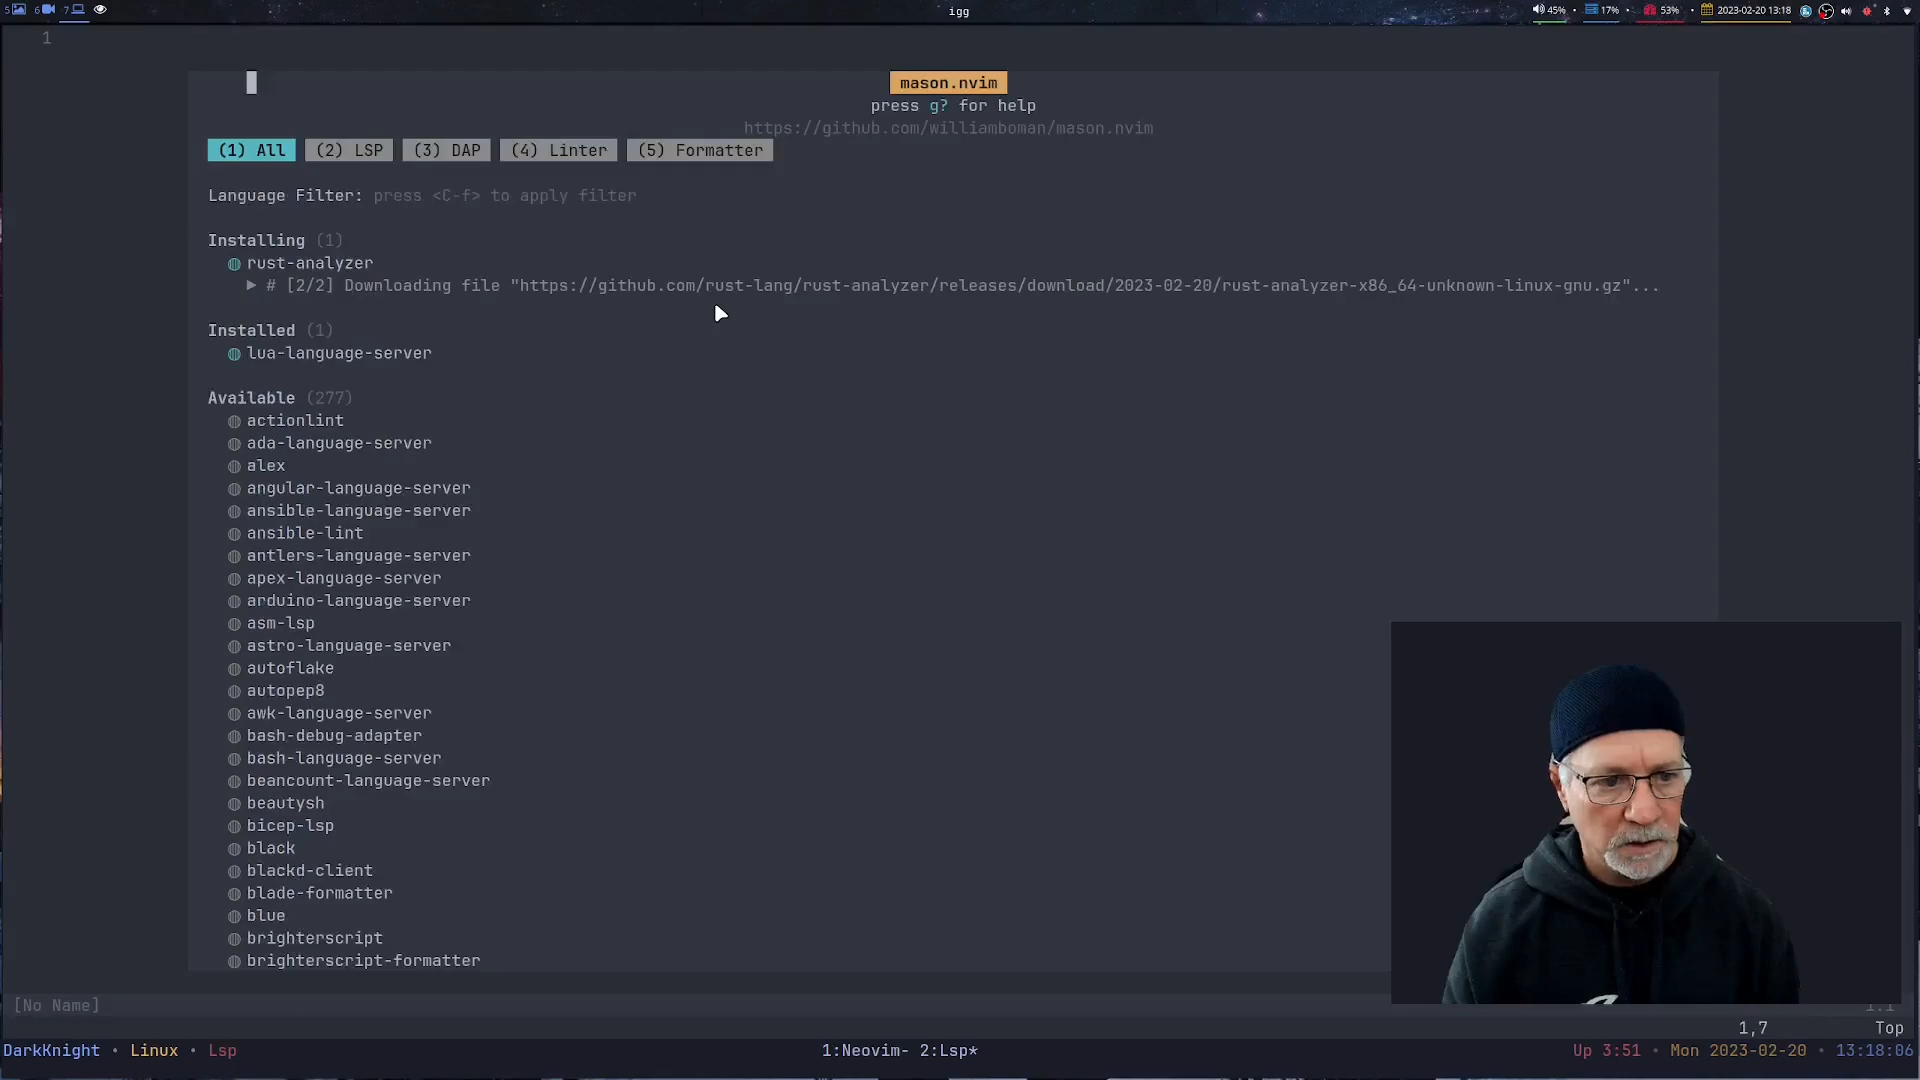 5 6 7
igg
45% • 17% • 53% • 2023-02-20 13:18
1
mason.nvim
press g? for help
https://github.com/williamboman/mason.nvim
(1) All (2) LSP (3) DAP (4) Linter (5) Formatter
Language Filter: press <C-f> to apply filter
Installing (1)
rust-analyzer
▶ # [2/2] Downloading file "https://github.com/rust-lang/rust-analyzer/releases/download/2023-02-20/rust-analyzer-x86_64-unknown-linux-gnu.gz"...
Installed (1)
lua-language-server
Available (277)
actionlint
ada-language-server
alex
angular-language-server
ansible-language-server
ansible-lint
antlers-language-server
apex-language-server
arduino-language-server
asm-lsp
astro-language-server
autoflake
autopep8
awk-language-server
bash-debug-adapter
bash-language-server
beancount-language-server
beautysh
bicep-lsp
black
blackd-client
blade-formatter
blue
brighterscript
brighterscript-formatter
[No Name]
1,7 Top
DarkKnight • Linux • Lsp
1:Neovim- 2:Lsp*
Up 3:51 • Mon 2023-02-20 • 13:18:06